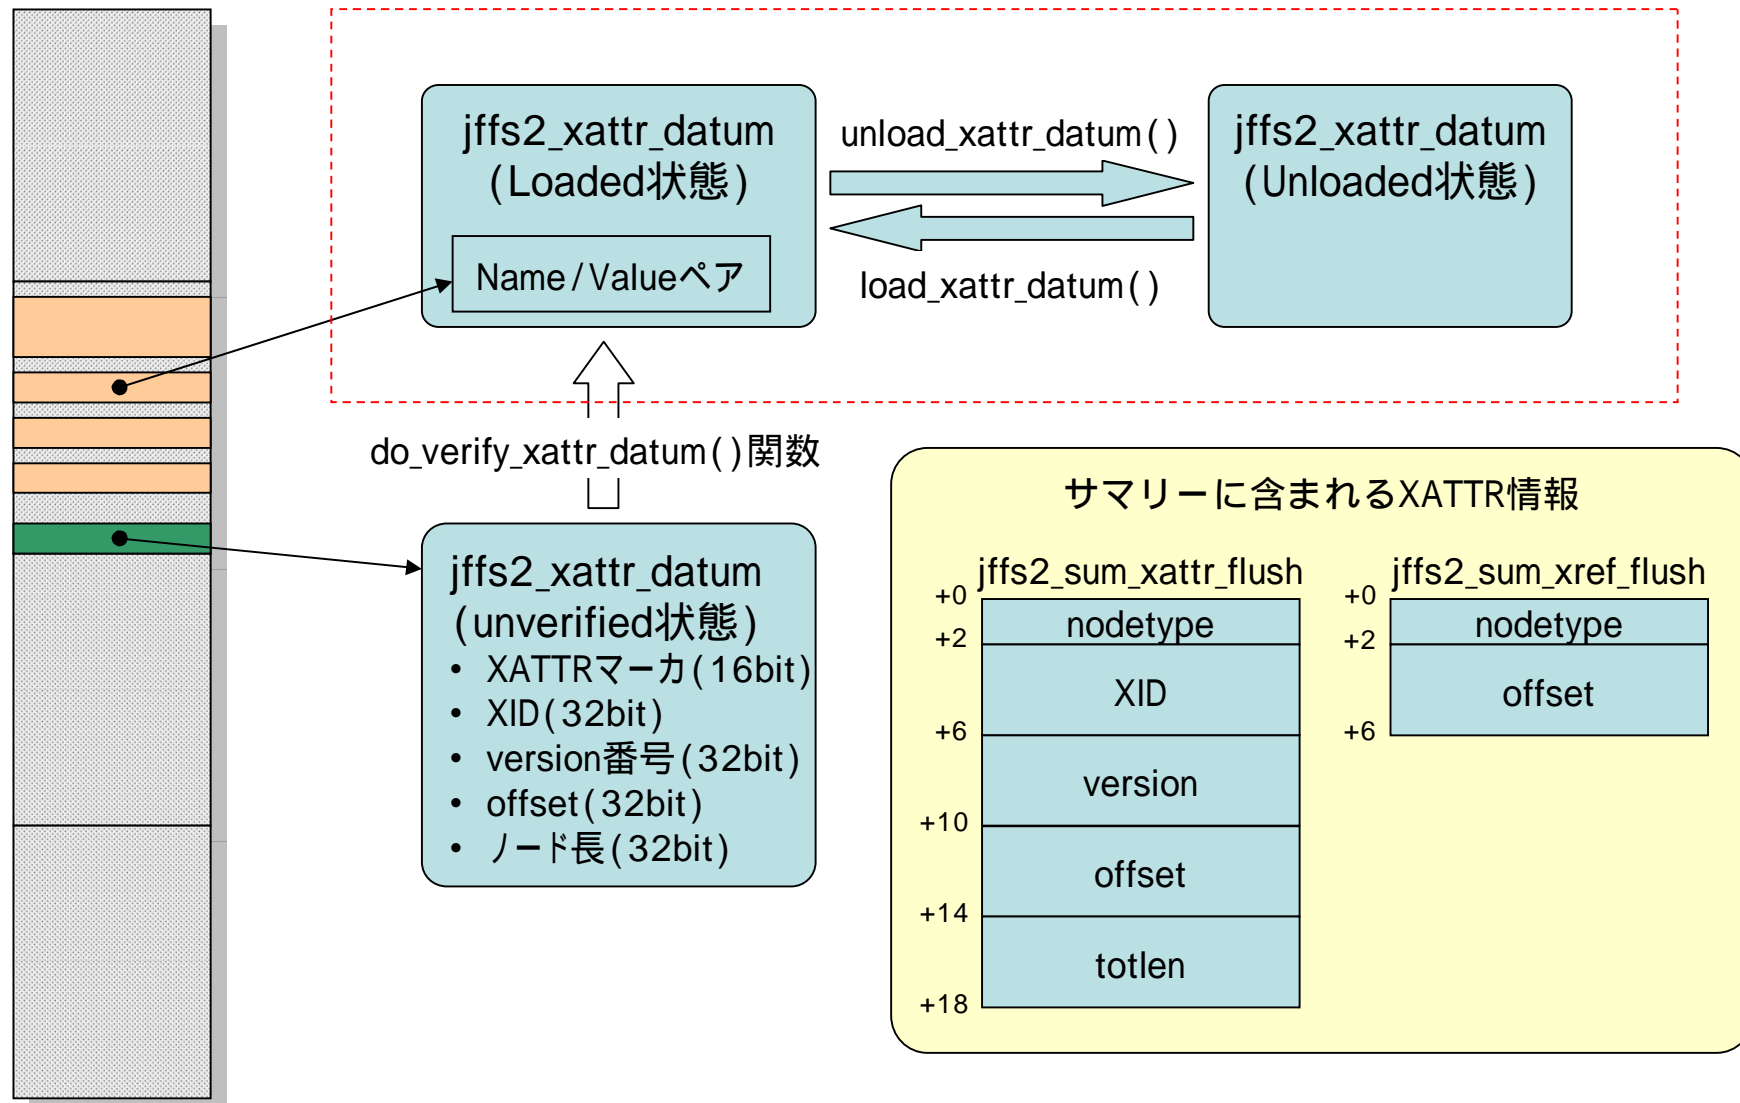 jffs2_xattr_datum
(Loaded状態)
Name/Valueペア
unload_xattr_datum()
load_xattr_datum()
jffs2_xattr_datum
(Unloaded状態)
do_verify_xattr_datum()関数
jffs2_xattr_datum
(unverified状態)
• XATTRマーカ(16bit)
• XID(32bit)
• version番号(32bit)
• offset(32bit)
• ノード長(32bit)
サマリーに含まれるXATTR情報
jffs2_sum_xattr_flush
+0
nodetype
+2
XID
+6
version
+10
offset
+14
totlen
+18
jffs2_sum_xref_flush
+0
nodetype
+2
offset
+6